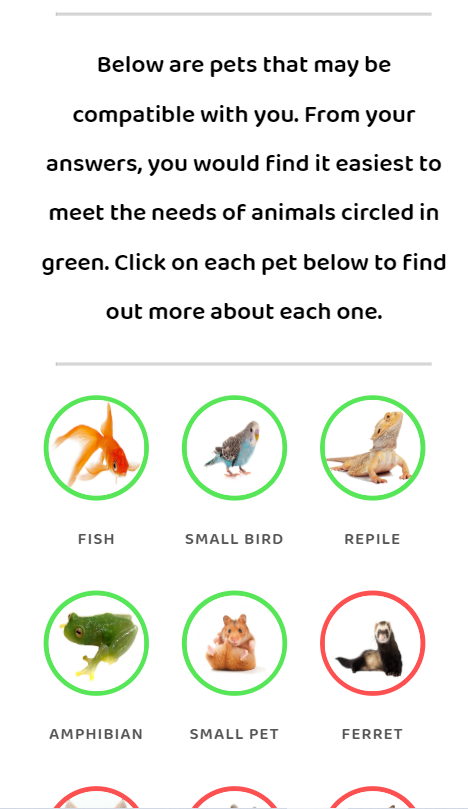 Below are pets that may be
compatible with you. From your
answers, you would find it easiest to
meet the needs of animals circled in
green. Click on each pet below to find
out more about each one.
FISH
SMALL BIRD
REPILE
AMPHIBIAN
SMALL PET
FERRET